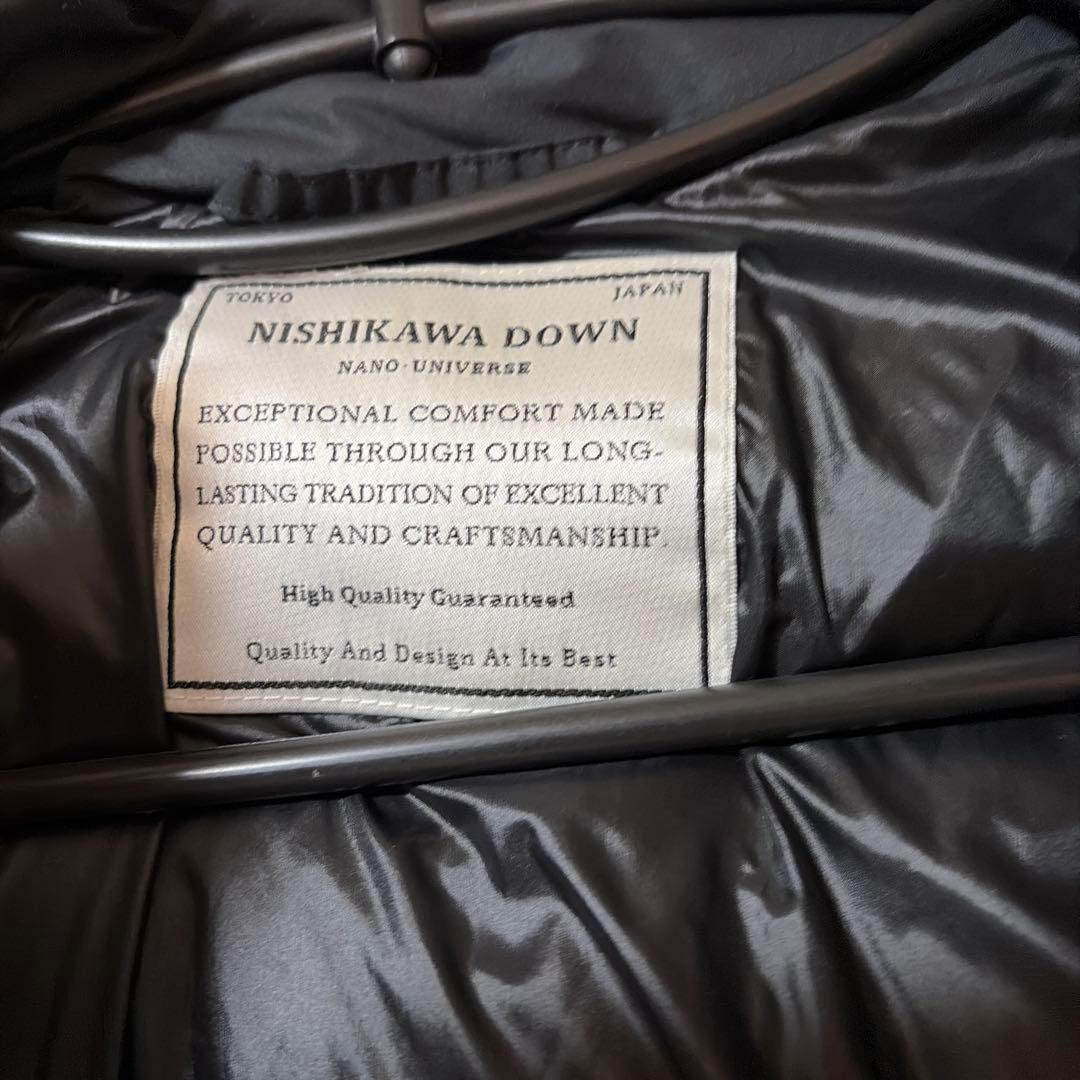 TOKYO JAPAN
NISHIKAWA DOWN
NANO·UNIVERSE
EXCEPTIONAL COMFORT MADE
POSSIBLE THROUGH OUR LONG-
LASTING TRADITION OF EXCELLENT
QUALITY AND CRAFTSMANSHIP.
High Quality Guaranteed
Quality And Design At Its Best